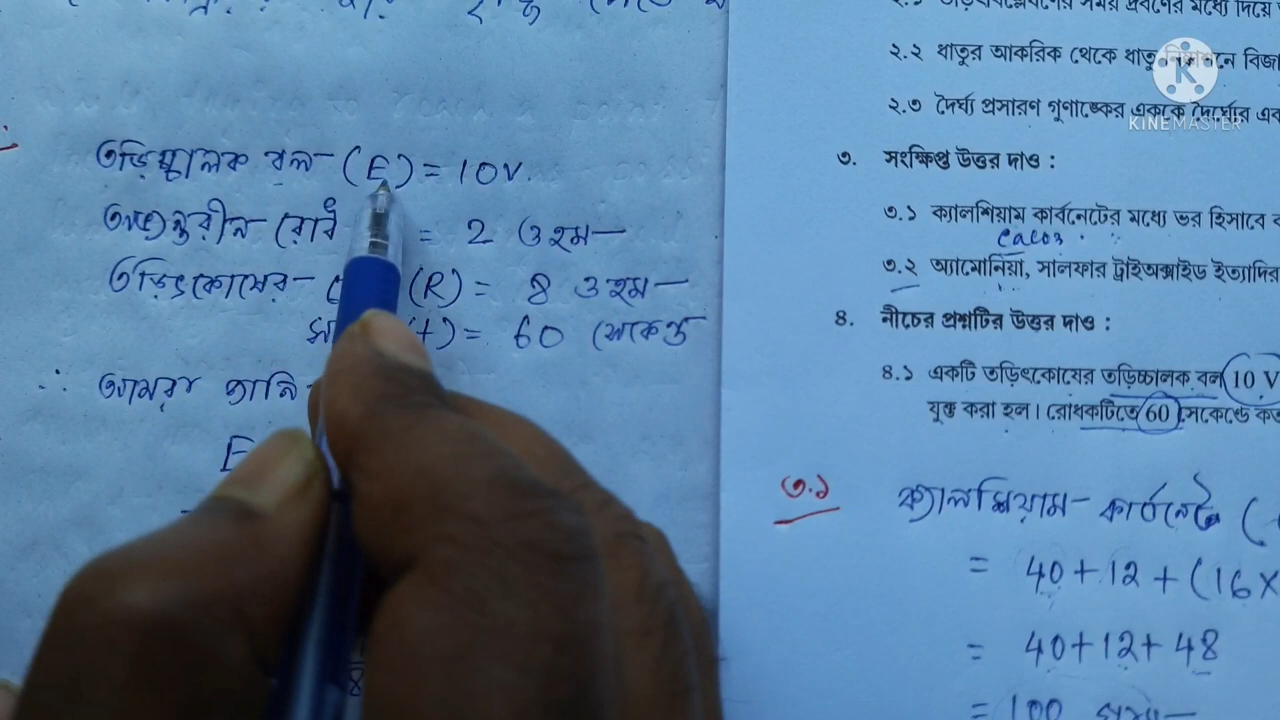 তড়িচ্চালক বল (E) = 10V.
অভ্যন্তরীন রোধ = 2 ওহম
তড়িৎকোষের (R) = 8 ওহম
t) = 60 সেকেন্ড
∴ আমরা জানি
E
২.২ ধাতুর আকরিক থেকে ধাতু
২.৩ দৈর্ঘ্য প্রসারণ গুণাঙ্কের এককে দৈর্ঘ্যের
KINEMASTER
৩. সংক্ষিপ্ত উত্তর দাও :
৩.১ ক্যালশিয়াম কার্বনেটের মধ্যে ভর হিসাবে
CaCO3
৩.২ অ্যামোনিয়া, সালফার ট্রাইঅক্সাইড ইত্যাদির
৪. নীচের প্রশ্নটির উত্তর দাও :
৪.১ একটি তড়িৎকোষের তড়িচ্চালক বল 10 V
যুক্ত করা হল। রোধকটিতে 60 সেকেন্ডে
৩.১ ক্যালশিয়াম কার্বনেট (
= 40+12+(16×
= 40+12+48
= 100